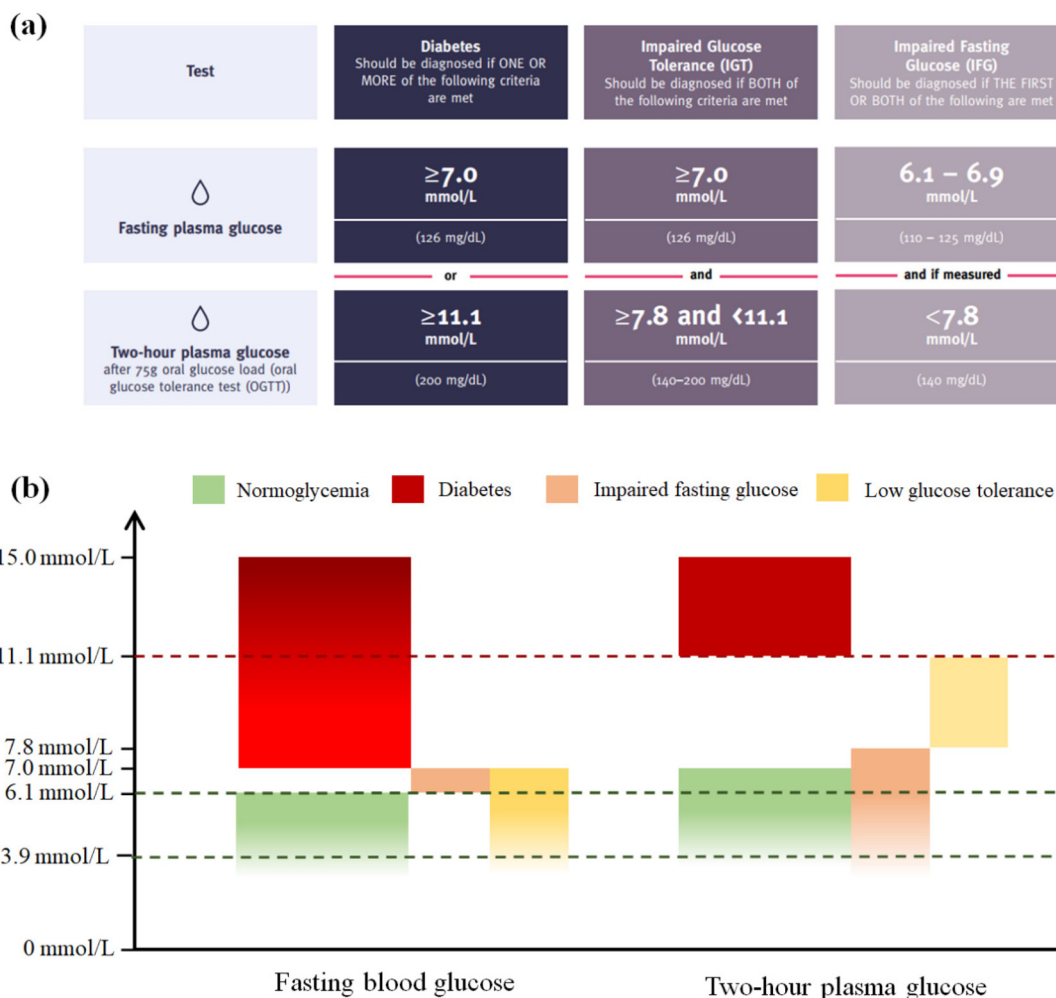 (a)
Test
Diabetes
Should be diagnosed if ONE OR
MORE of the following criteria
are met
Impaired Glucose
Tolerance (IGT)
Should be diagnosed if BOTH of
the following criteria are met
Impaired Fasting
Glucose (IFG)
Should be diagnosed if THE FIRST
OR BOTH of the following are met
Fasting plasma glucose
≥7.0
mmol/L
(126 mg/dL)
≥7.0
mmol/L
(126 mg/dL)
6.1 – 6.9
mmol/L
(110 – 125 mg/dL)
or
and
and if measured
Two-hour plasma glucose
after 75g oral glucose load (oral
glucose tolerance test (OGTT))
≥11.1
mmol/L
(200 mg/dL)
≥7.8 and <11.1
mmol/L
(140–200 mg/dL)
<7.8
mmol/L
(140 mg/dL)
(b)
Normoglycemia
Diabetes
Impaired fasting glucose
Low glucose tolerance
15.0 mmol/L
11.1 mmol/L
7.8 mmol/L
7.0 mmol/L
6.1 mmol/L
3.9 mmol/L
0 mmol/L
Fasting blood glucose
Two-hour plasma glucose